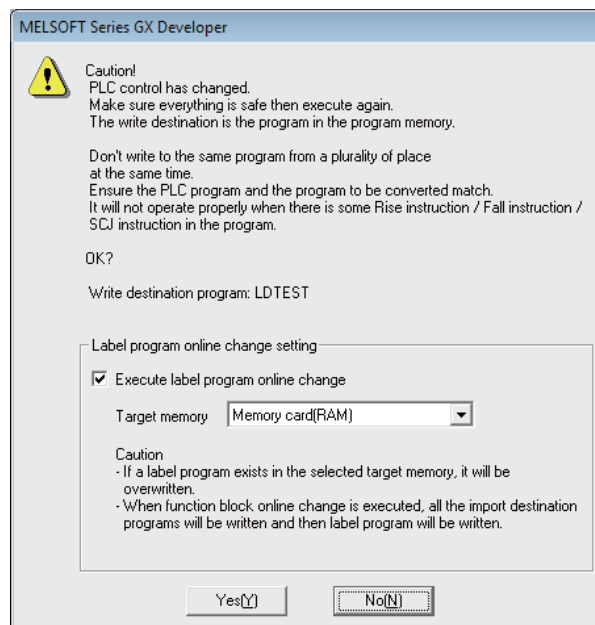 MELSOFT Series GX Developer
Caution!
PLC control has changed.
Make sure everything is safe then execute again.
The write destination is the program in the program memory.
Don't write to the same program from a plurality of place
at the same time.
Ensure the PLC program and the program to be converted match.
It will not operate properly when there is some Rise instruction / Fall instruction /
SCJ instruction in the program.
OK?
Write destination program: LDTEST
Label program online change setting
Execute label program online change
Target memory Memory card(RAM)
Caution
- If a label program exists in the selected target memory, it will be
overwritten.
- When function block online change is executed, all the import destination
programs will be written and then label program will be written.
Yes(Y) No(N)